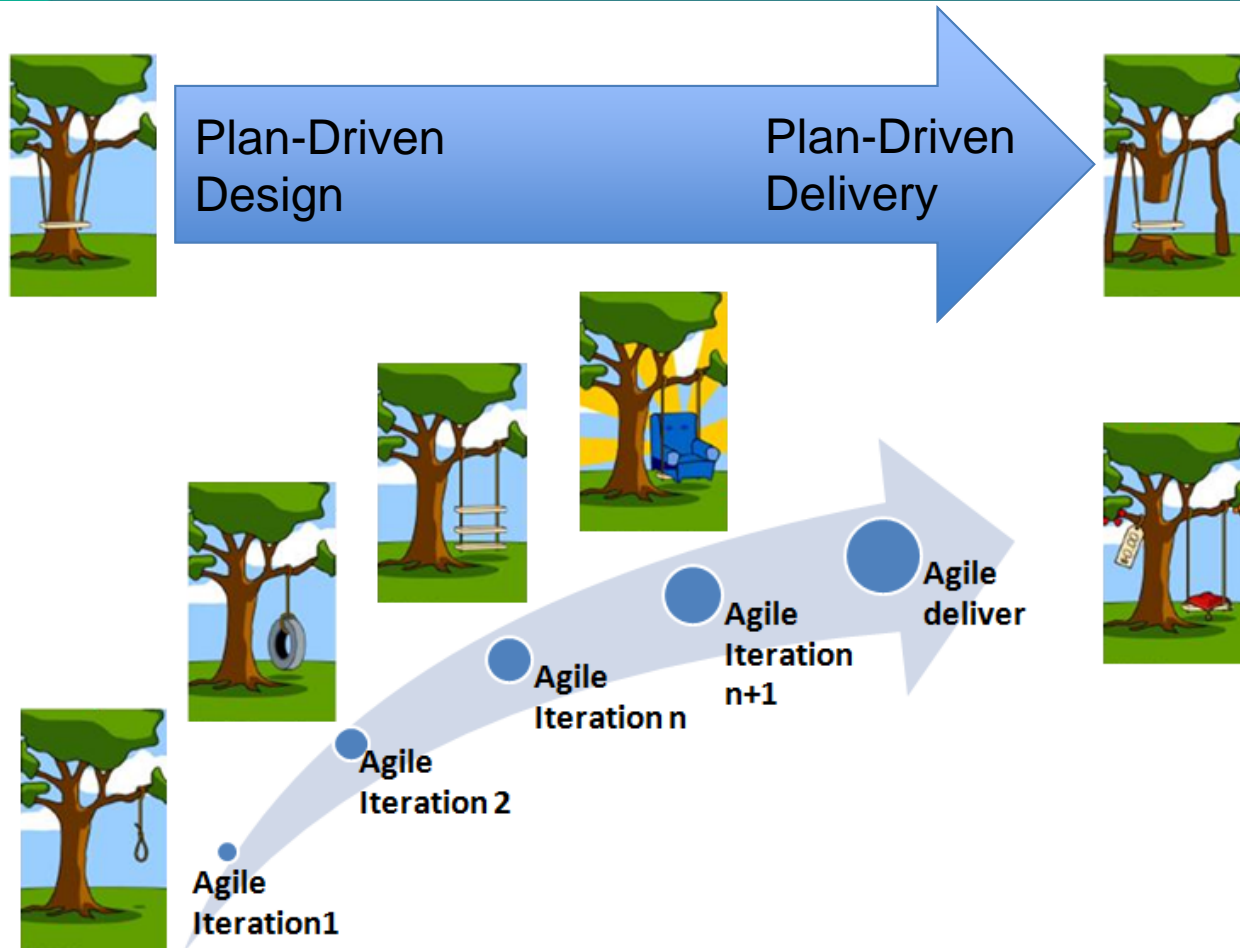 Plan-Driven
Design
Plan-Driven
Delivery
Agile
deliver
Agile
Iteration
n+1
Agile
Iteration n
Agile
Iteration 2
Agile
Iteration1